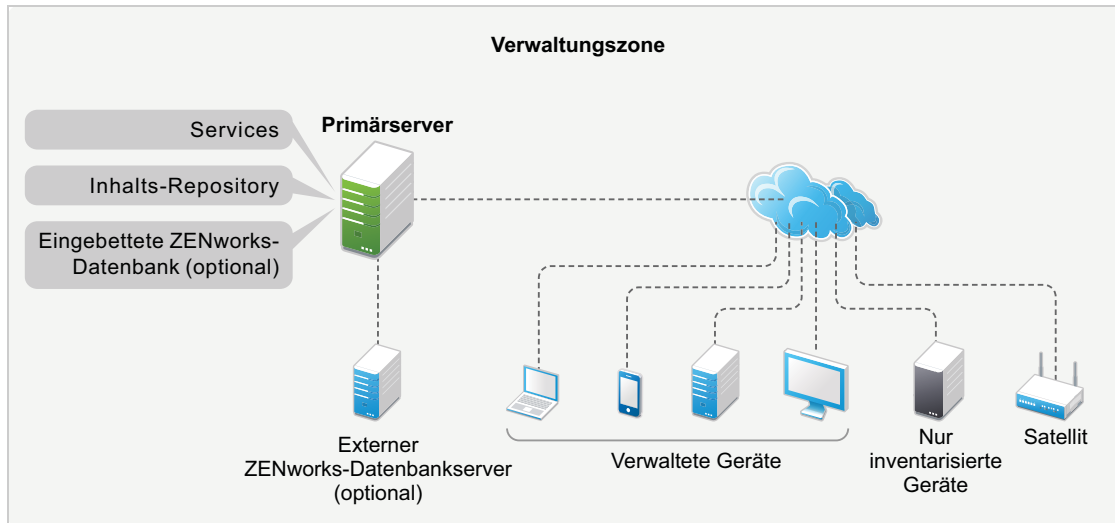 Verwaltungszone
Services
Primärserver
Inhalts-Repository
Eingebettete ZENworks-
Datenbank (optional)
Externer
ZENworks-Datenbankserver
(optional)
Verwaltete Geräte
Nur
inventarisierte
Geräte
Satellit